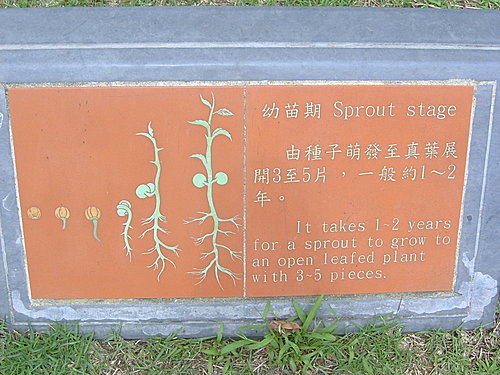 幼苗期 Sprout stage
由種子萌發至真葉展
開3至5片，一般約1~2
年。
It takes 1~2 years
for a sprout to grow to
an open leafed plant
with 3~5 pieces.